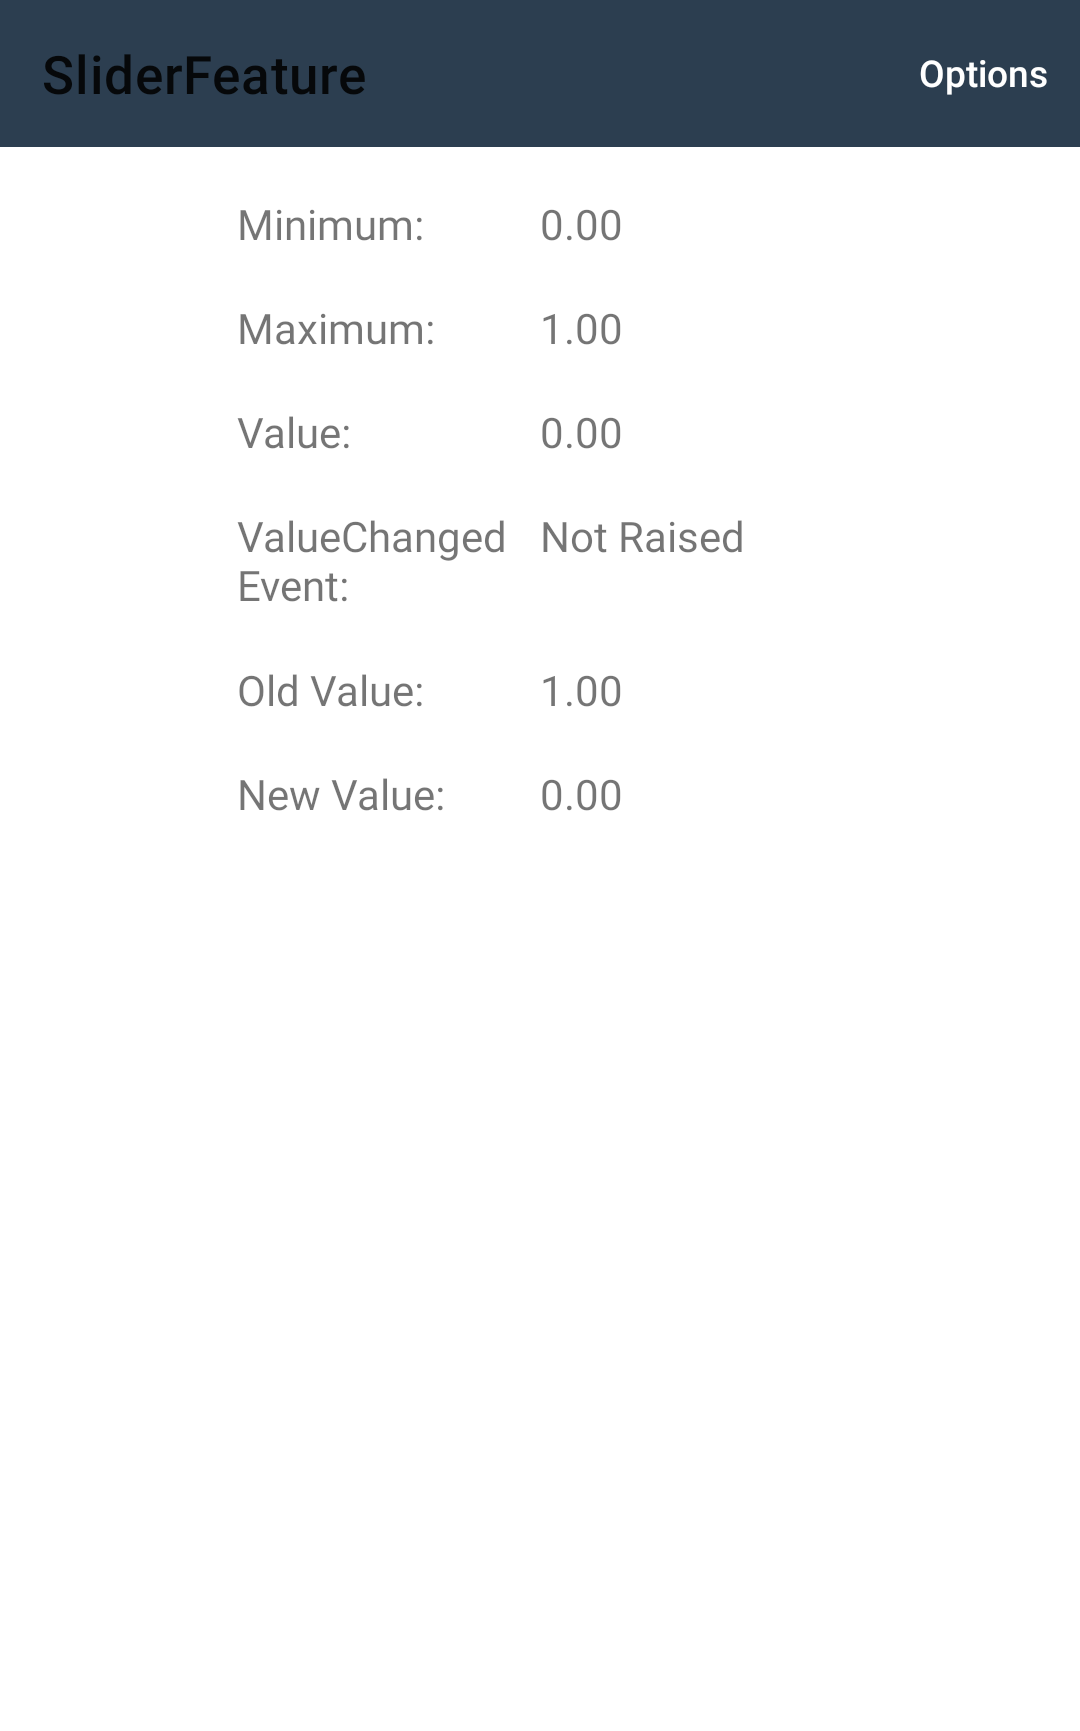 SliderFeature Options
Minimum: 0.00
Maximum: 1.00
Value: 0.00
ValueChanged Not Raised
Event:
Old Value: 1.00
New Value: 0.00